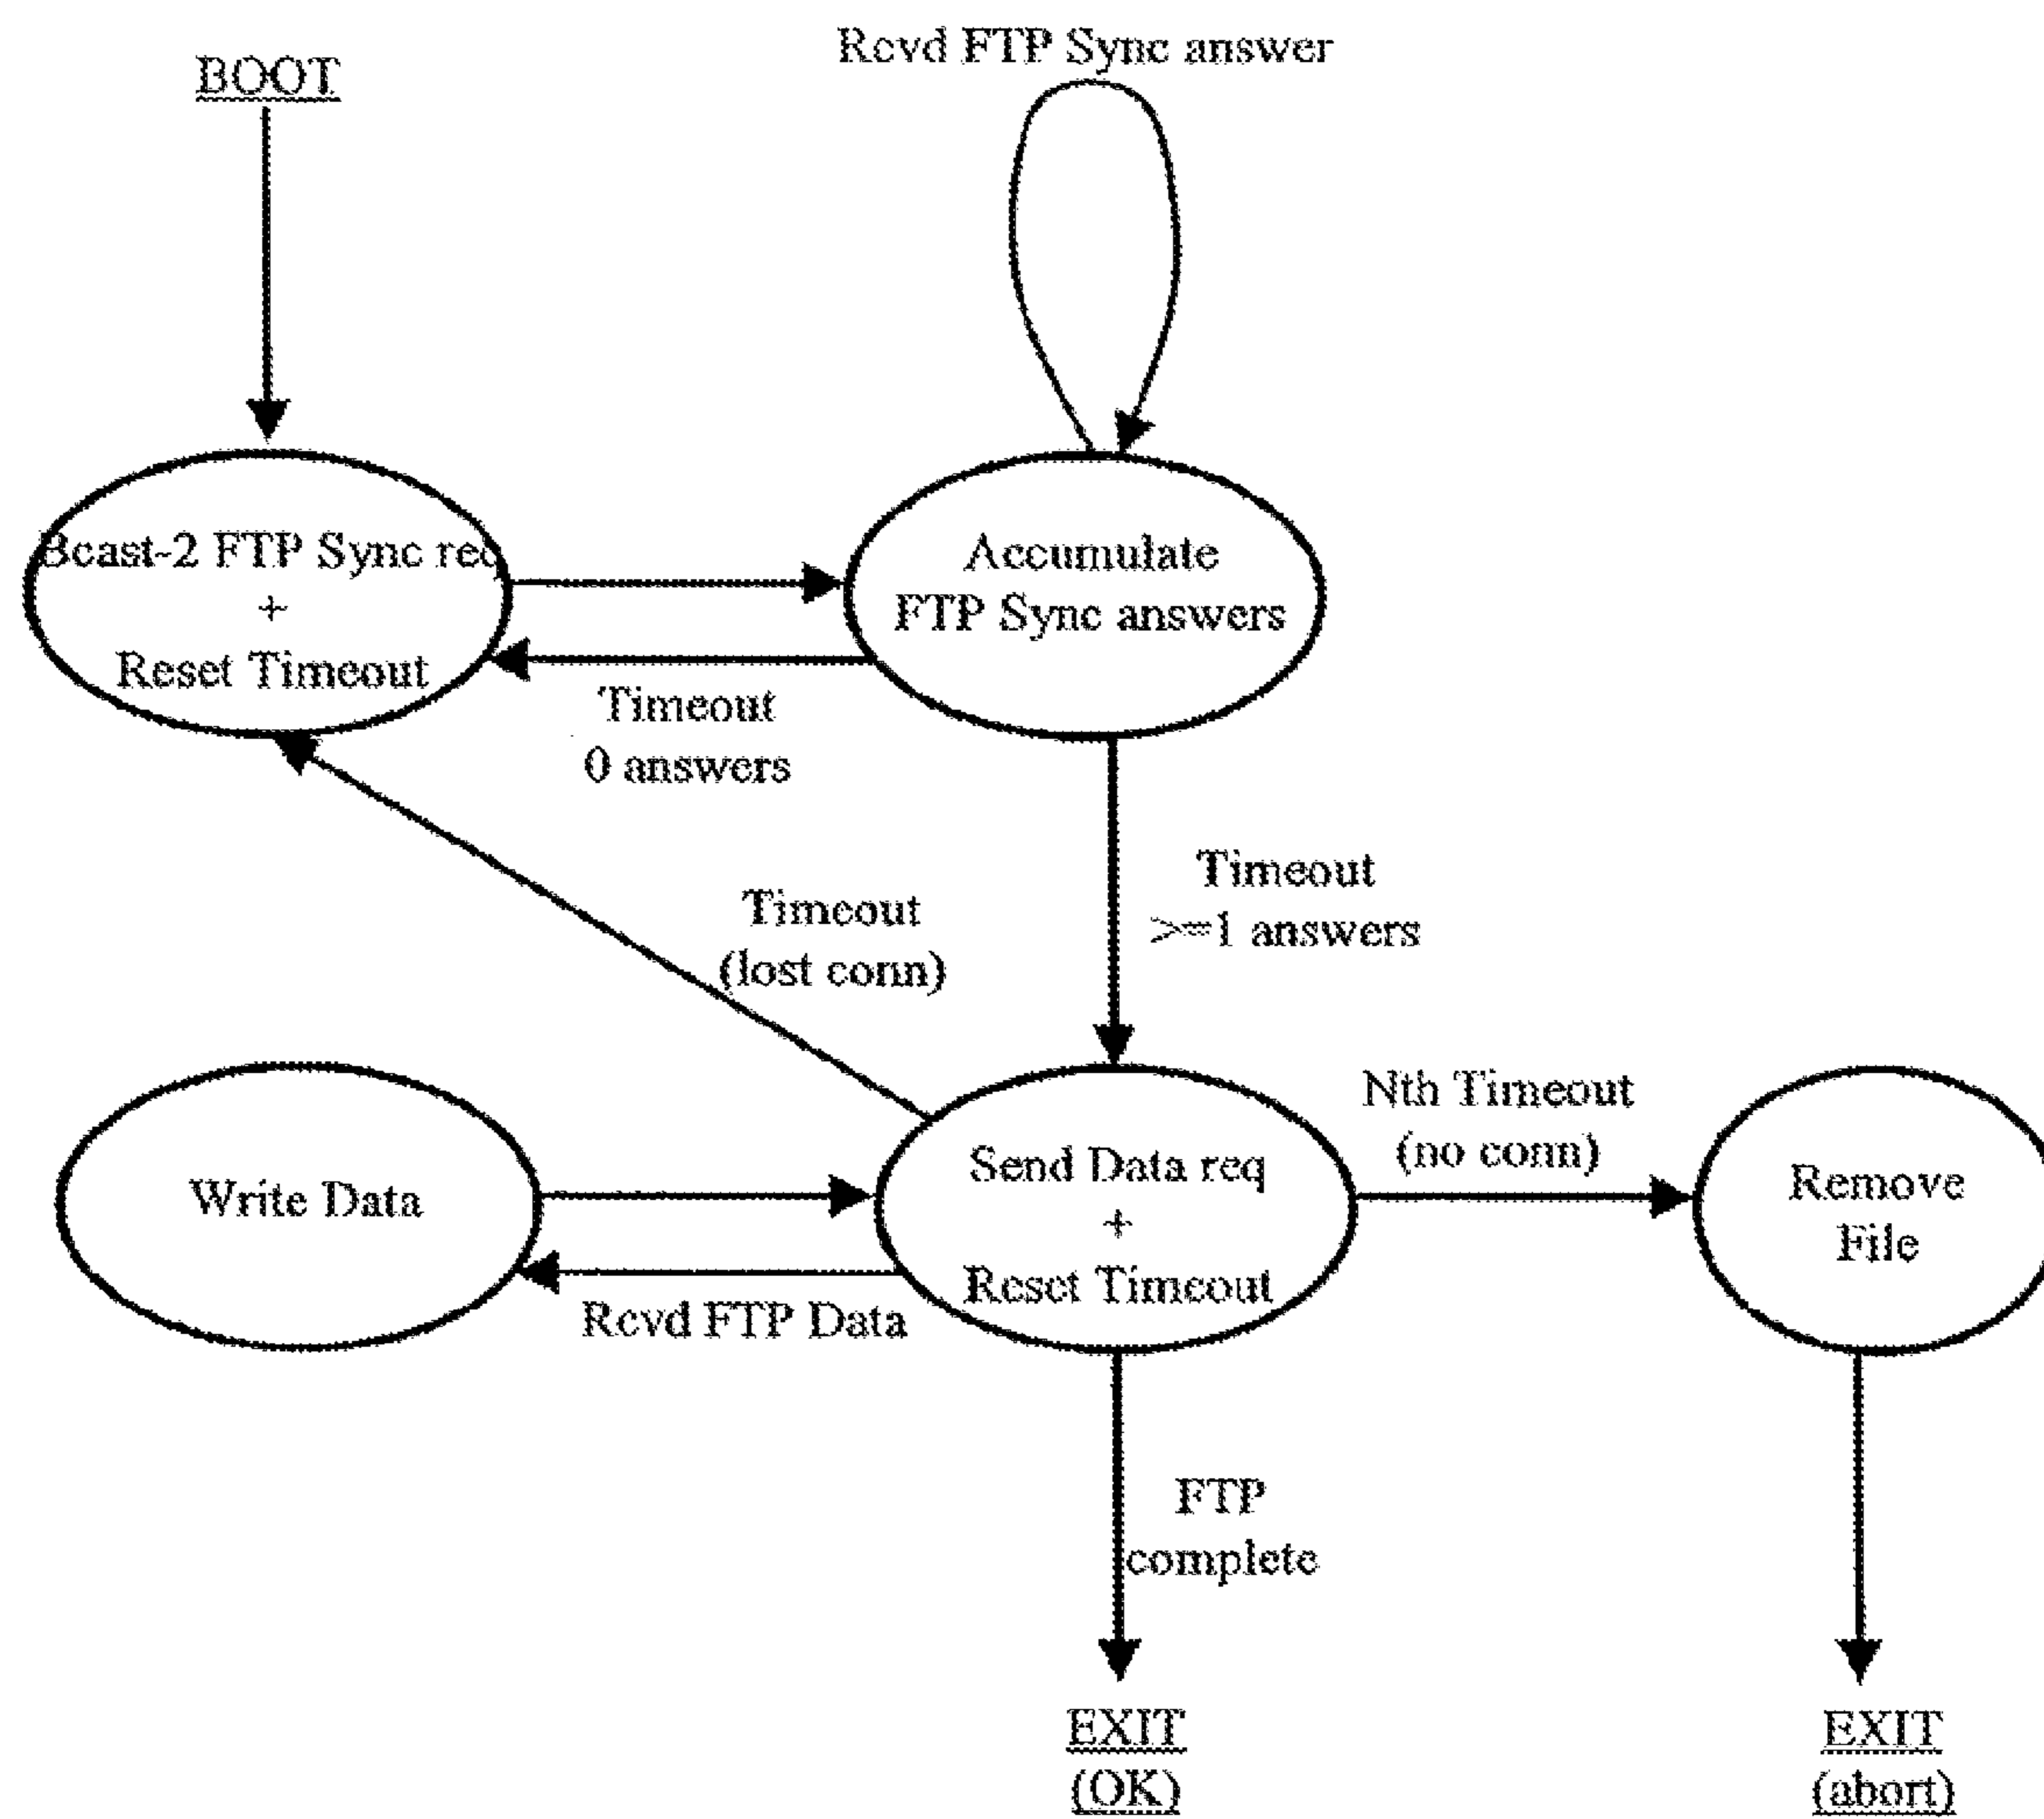 BOOT
Rcvd FTP Sync answer
Bcast-2 FTP Sync req
+
Reset Timeout
Accumulate
FTP Sync answers
Timeout
0 answers
Timeout
(lost conn)
Timeout
>=1 answers
Write Data
Send Data req
+
Reset Timeout
Nth Timeout
(no conn)
Remove
File
Rcvd FTP Data
FTP
complete
EXIT
(OK)
EXIT
(abort)